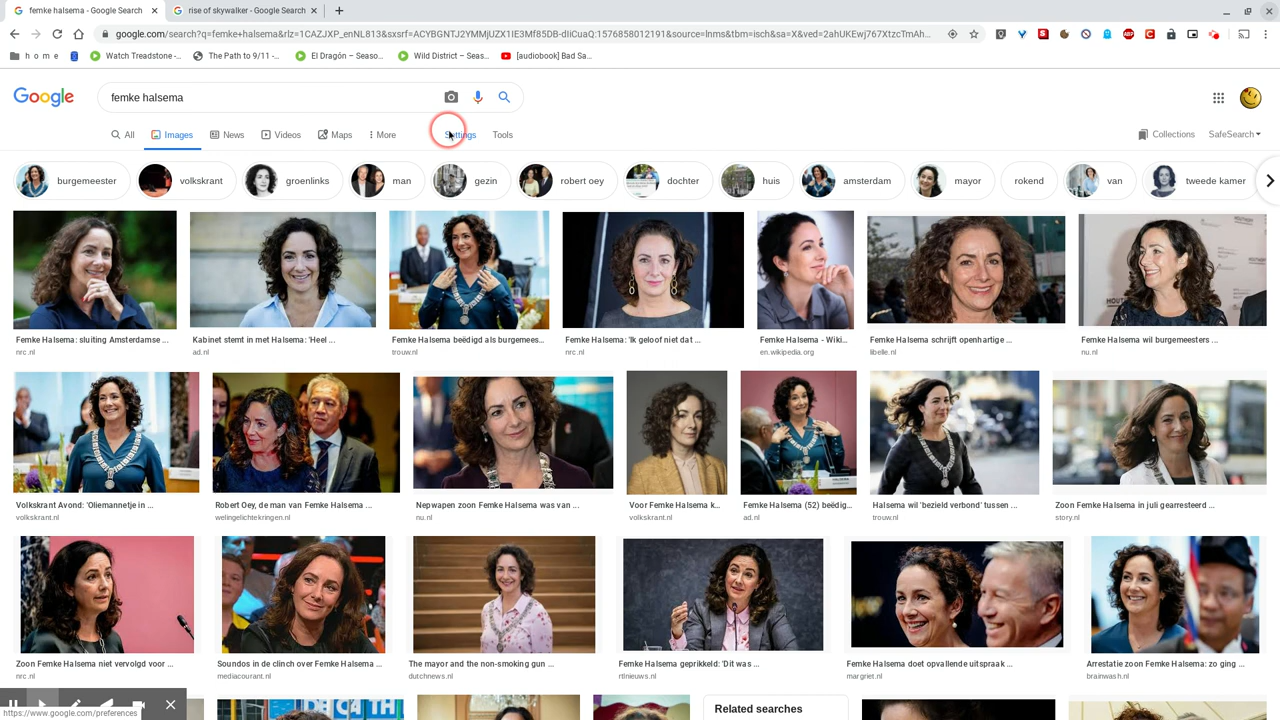 femke halsema - Google Search
rise of skywalker - Google Search
google.com/search?q=femke+halsema&rlz=1CAZJXP_enNL813&sxsrf=ACYBGNTJ2YMMjUZX1IE3Mf85DB-dIiCuaQ:1576858012191&source=lnms&tbm=isch&sa=X&ved=2ahUKEwj767XtzcTmAh...
h o m e
Watch Treadstone -...
The Path to 9/11 -...
El Dragón – Seaso...
Wild District – Seas...
[audiobook] Bad Sa...
Google
femke halsema
All
Images
News
Videos
Maps
More
Settings
Tools
Collections
SafeSearch
burgemeester
volkskrant
groenlinks
man
gezin
robert oey
dochter
huis
amsterdam
mayor
rokend
van
tweede kamer
Femke Halsema: sluiting Amsterdamse ...
nrc.nl
Kabinet stemt in met Halsema: 'Heel ...
ad.nl
Femke Halsema beëdigd als burgemees...
trouw.nl
Femke Halsema: 'Ik geloof niet dat ...
nrc.nl
Femke Halsema - Wiki...
en.wikipedia.org
Femke Halsema schrijft openhartige ...
libelle.nl
Femke Halsema wil burgemeesters ...
nu.nl
Volkskrant Avond: 'Oliemannetje in ...
volkskrant.nl
Robert Oey, de man van Femke Halsema ...
welingelichtekringen.nl
Nepwapen zoon Femke Halsema was van ...
nu.nl
Voor Femke Halsema k...
volkskrant.nl
Femke Halsema (52) beëdig...
ad.nl
Halsema wil 'bezield verbond' tussen ...
trouw.nl
Zoon Femke Halsema in juli gearresteerd ...
story.nl
Zoon Femke Halsema niet vervolgd voor ...
nrc.nl
Soundos in de clinch over Femke Halsema ...
mediacourant.nl
The mayor and the non-smoking gun ...
dutchnews.nl
Femke Halsema geprikkeld: 'Dit was ...
rtlnieuws.nl
Femke Halsema doet opvallende uitspraak ...
margriet.nl
Arrestatie zoon Femke Halsema: zo ging ...
brainwash.nl
Related searches
https://www.google.com/preferences